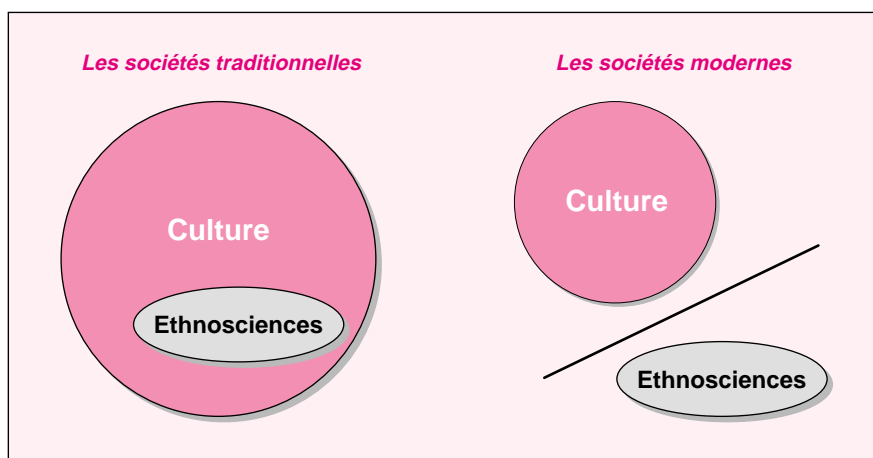 Les sociétés traditionnelles
Culture
Ethnosciences
Les sociétés modernes
Culture
Ethnosciences